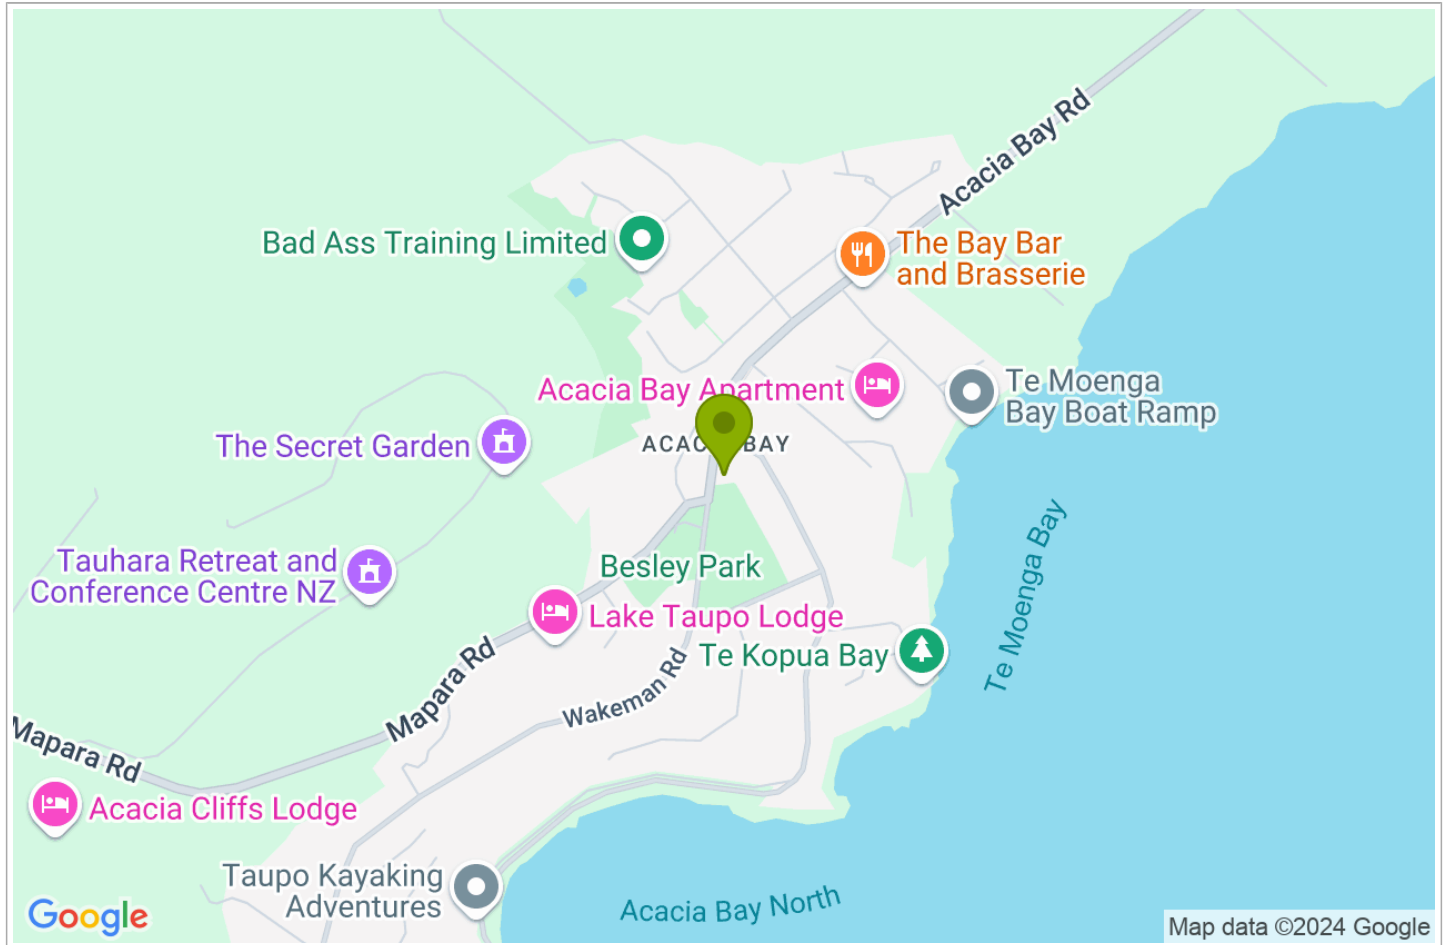 Acacia Bay Rd
Bad Ass Training Limited
The Bay Bar
and Brasserie
Acacia Bay Apartment
Te Moenga
Bay Boat Ramp
The Secret Garden
ACACIA BAY
Tauhara Retreat and
Conference Centre NZ
Besley Park
Lake Taupo Lodge
Te Moenga Bay
Te Kopua Bay
Wakeman Rd
Mapara Rd
Mapara Rd
Acacia Cliffs Lodge
Taupo Kayaking
Adventures
Acacia Bay North
Google
Map data ©2024 Google